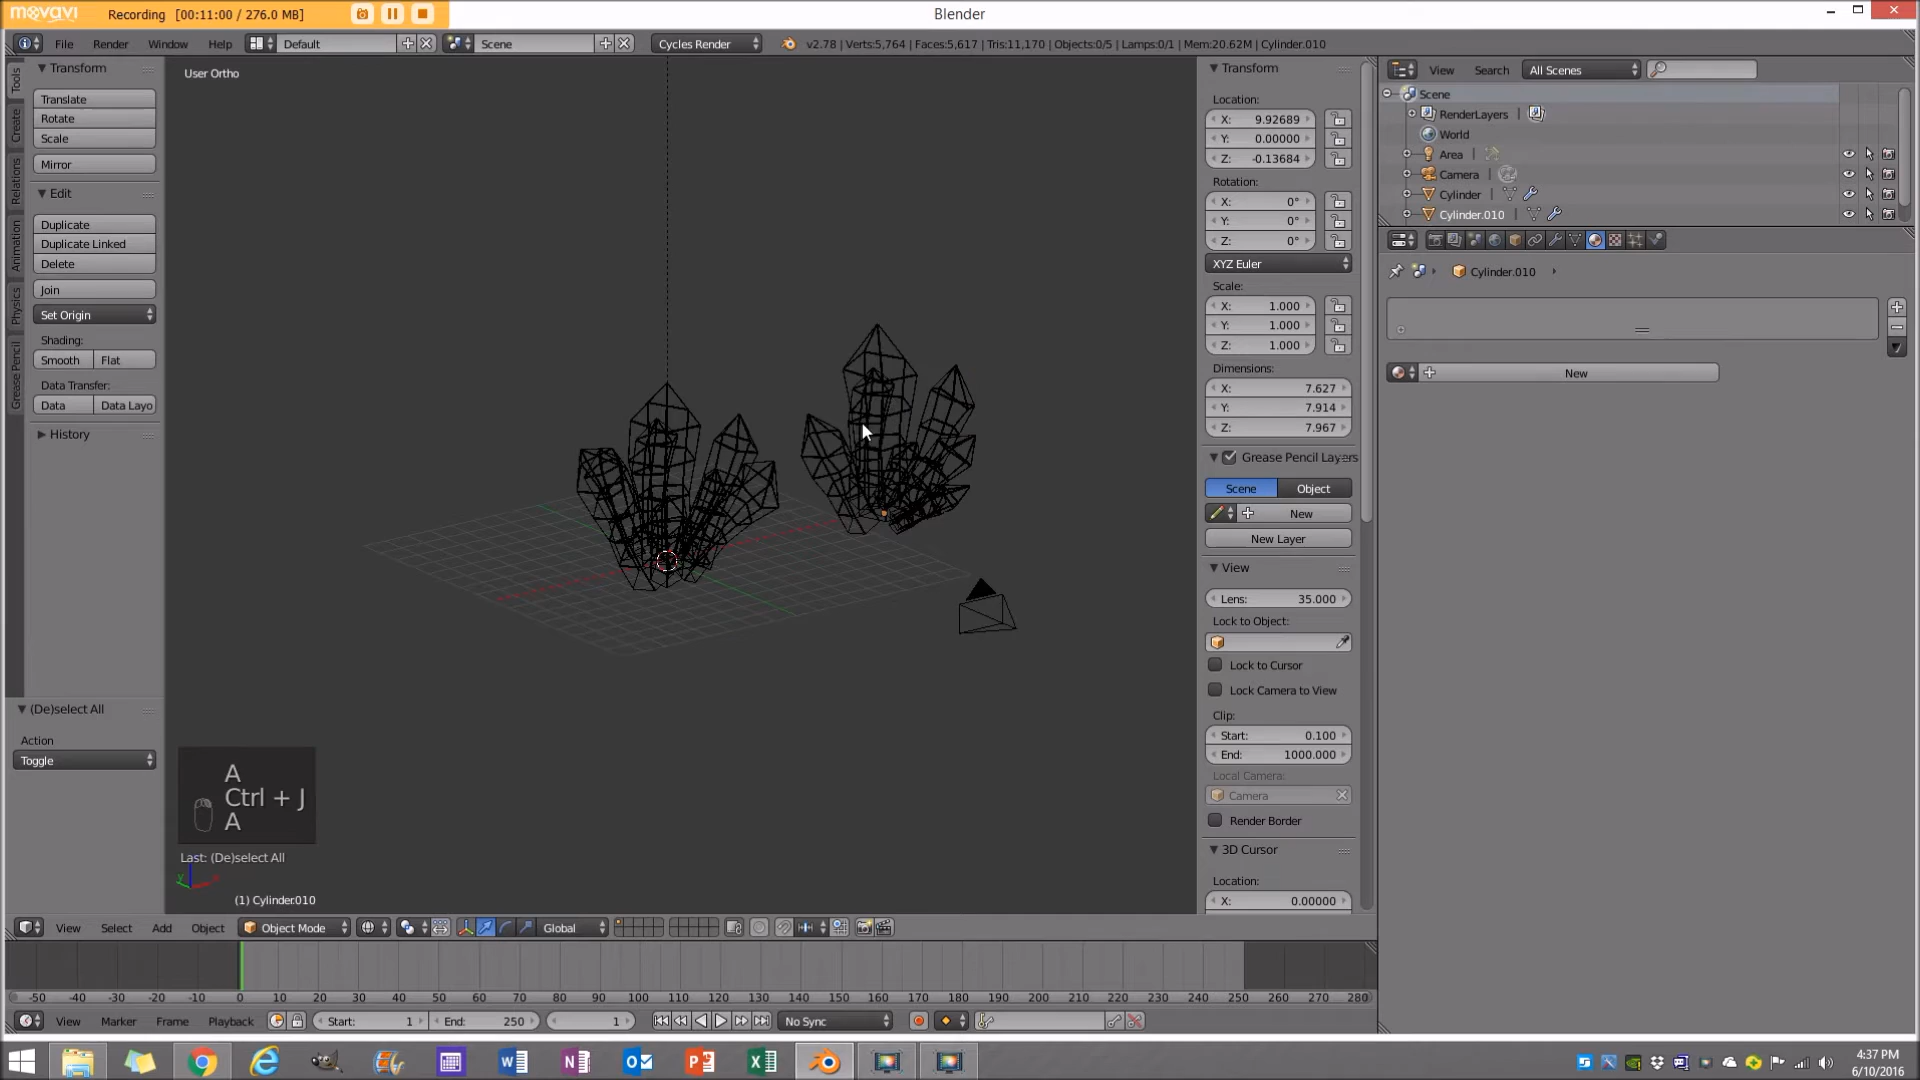 movavi
Recording [00:11:00 / 276.0 MB]
Blender
File Render Window Help Default Scene Cycles Render v2.78 | Verts:5,764 | Faces:5,617 | Tris:11,170 | Objects:0/5 | Lamps:0/1 | Mem:20.62M | Cylinder.010
Tools
Create
Relations
Animation
Physics
Grease Pencil
Transform
Translate
Rotate
Scale
Mirror
Edit
Duplicate
Duplicate Linked
Delete
Join
Set Origin
Shading:
Smooth Flat
Data Transfer:
Data Data Layo
History
(De)select All
Action
Toggle
User Ortho
A
Ctrl + J
A
Last: (De)select All
(1) Cylinder.010
Transform
Location:
X: 9.92689
Y: 0.00000
Z: -0.13684
Rotation:
X: 0°
Y: 0°
Z: 0°
XYZ Euler
Scale:
X: 1.000
Y: 1.000
Z: 1.000
Dimensions:
X: 7.627
Y: 7.914
Z: 7.967
Grease Pencil Layers
Scene Object
New
New Layer
View
Lens: 35.000
Lock to Object:
Lock to Cursor
Lock Camera to View
Clip:
Start: 0.100
End: 1000.000
Local Camera:
Camera
Render Border
3D Cursor
Location:
X: 0.00000
View Search All Scenes
Scene
RenderLayers
World
Area
Camera
Cylinder
Cylinder.010
Cylinder.010
New
View Select Add Object Object Mode Global
-50 -40 -30 -20 -10 0 10 20 30 40 50 60 70 80 90 100 110 120 130 140 150 160 170 180 190 200 210 220 230 240 250 260 270 280
View Marker Frame Playback Start: 1 End: 250 1 No Sync
4:37 PM
6/10/2016